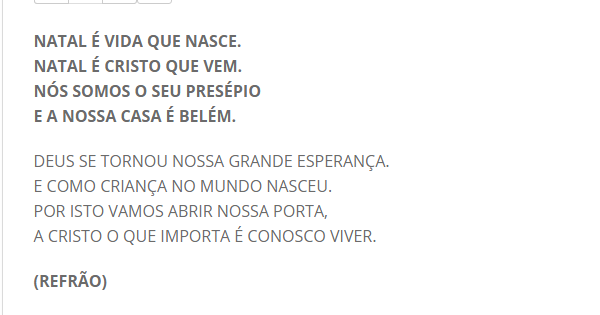 NATAL É VIDA QUE NASCE.
NATAL É CRISTO QUE VEM.
NÓS SOMOS O SEU PRESÉPIO
E A NOSSA CASA É BELÉM.
DEUS SE TORNOU NOSSA GRANDE ESPERANÇA.
E COMO CRIANÇA NO MUNDO NASCEU.
POR ISTO VAMOS ABRIR NOSSA PORTA,
A CRISTO O QUE IMPORTA É CONOSCO VIVER.
(REFRÃO)